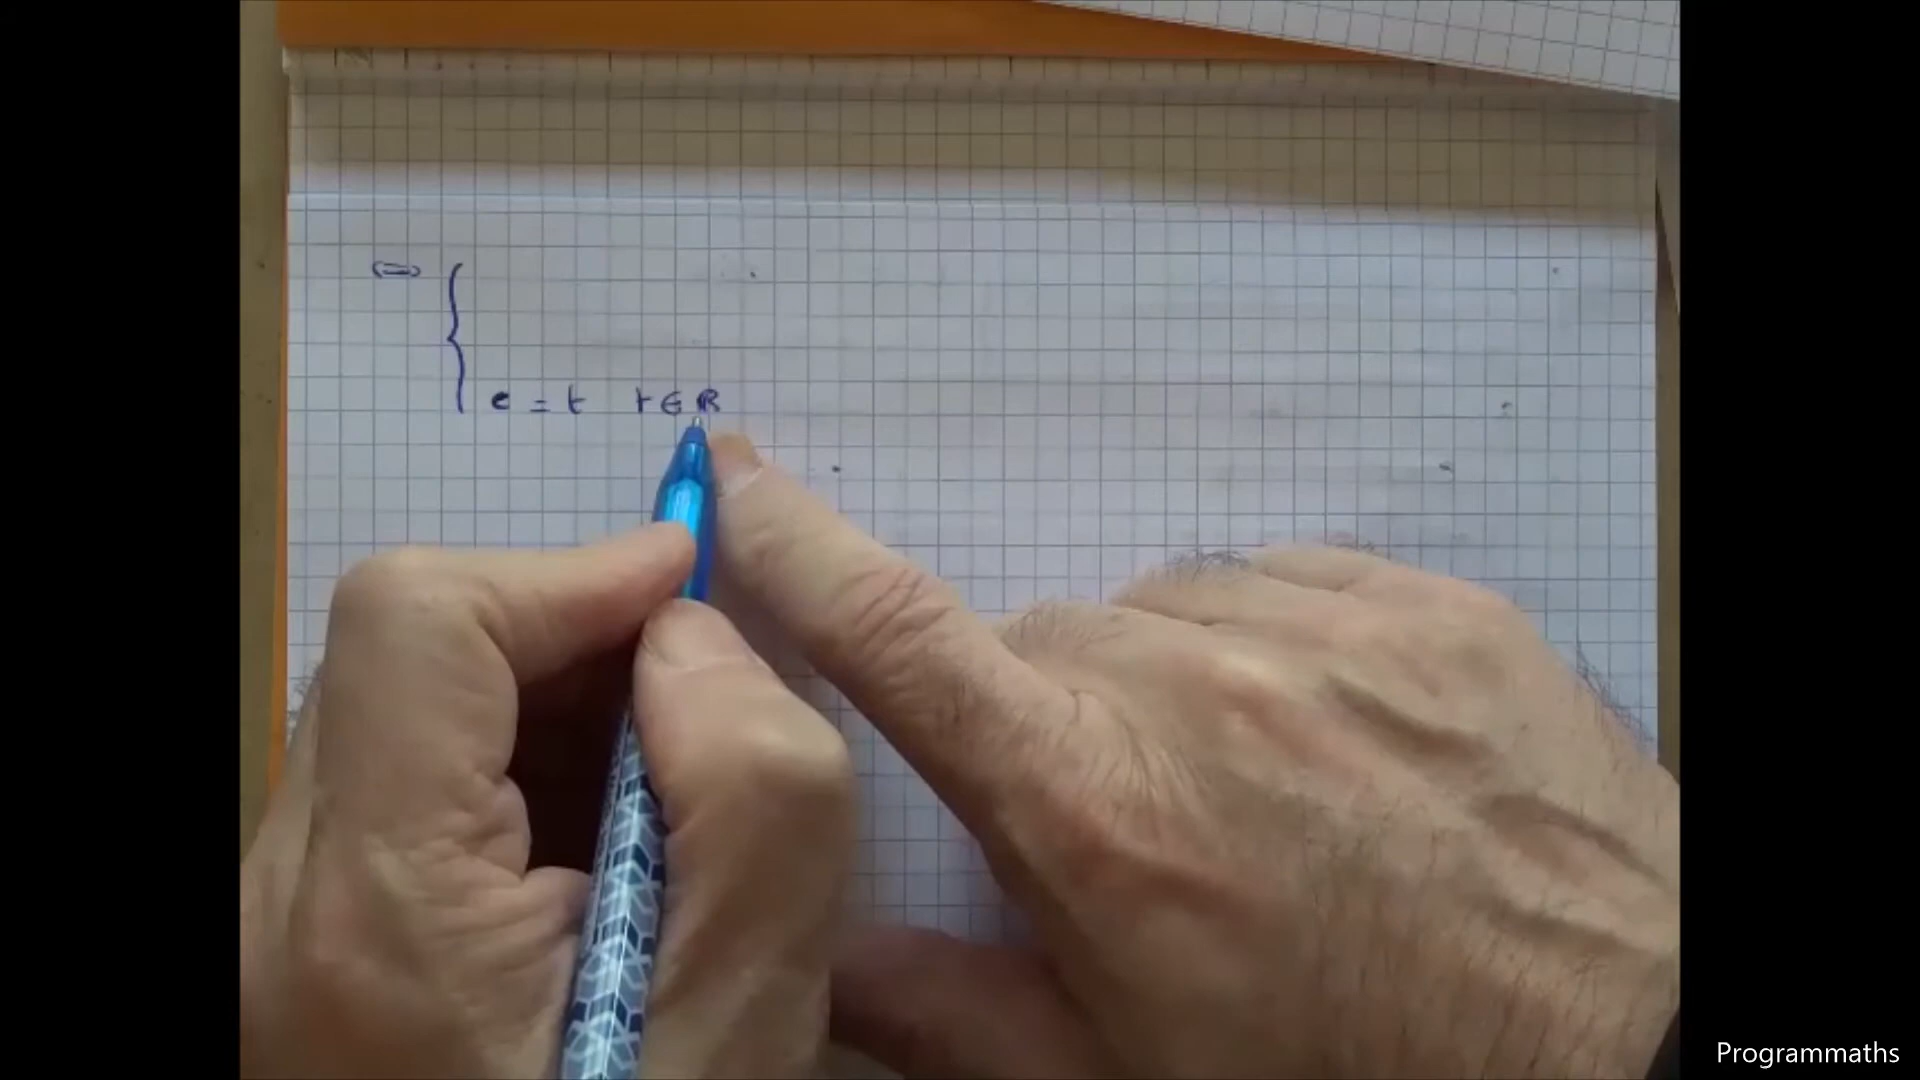 ⇔ {
e = t t ∈ ℝ
Programmaths